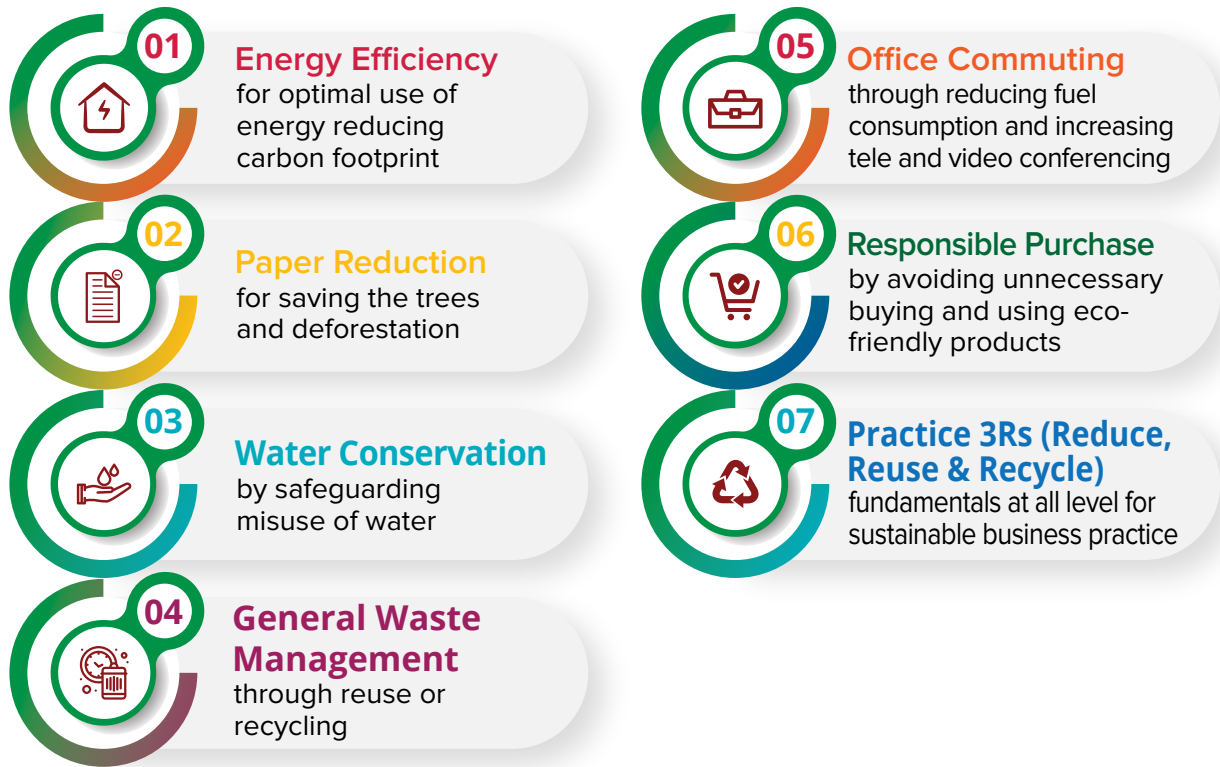 01
Energy Efficiency
for optimal use of
energy reducing
carbon footprint
02
Paper Reduction
for saving the trees
and deforestation
03
Water Conservation
by safeguarding
misuse of water
04
General Waste
Management
through reuse or
recycling
05
Office Commuting
through reducing fuel
consumption and increasing
tele and video conferencing
06
Responsible Purchase
by avoiding unnecessary
buying and using eco-
friendly products
07
Practice 3Rs (Reduce,
Reuse & Recycle)
fundamentals at all level for
sustainable business practice